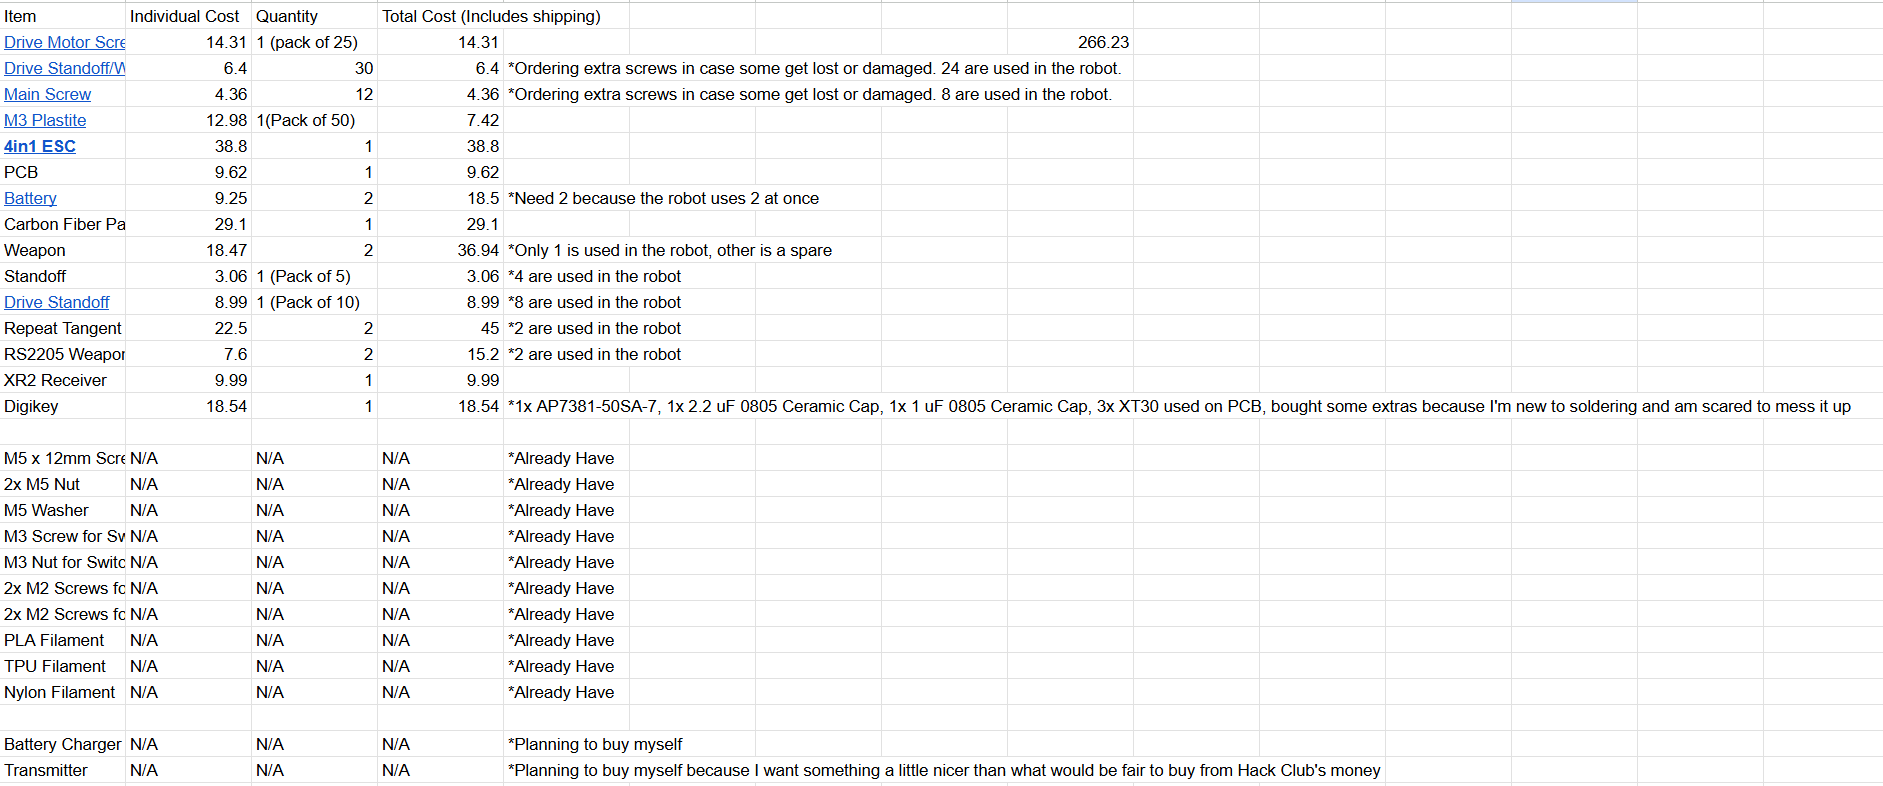 Item Individual Cost Quantity Total Cost (Includes shipping)
Drive Motor Scre 14.31 1 (pack of 25) 14.31 266.23
Drive Standoff/W 6.4 30 6.4 *Ordering extra screws in case some get lost or damaged. 24 are used in the robot.
Main Screw 4.36 12 4.36 *Ordering extra screws in case some get lost or damaged. 8 are used in the robot.
M3 Plastite 12.98 1(Pack of 50) 7.42
4in1 ESC 38.8 1 38.8
PCB 9.62 1 9.62
Battery 9.25 2 18.5 *Need 2 because the robot uses 2 at once
Carbon Fiber Pa 29.1 1 29.1
Weapon 18.47 2 36.94 *Only 1 is used in the robot, other is a spare
Standoff 3.06 1 (Pack of 5) 3.06 *4 are used in the robot
Drive Standoff 8.99 1 (Pack of 10) 8.99 *8 are used in the robot
Repeat Tangent 22.5 2 45 *2 are used in the robot
RS2205 Weapor 7.6 2 15.2 *2 are used in the robot
XR2 Receiver 9.99 1 9.99
Digikey 18.54 1 18.54 *1x AP7381-50SA-7, 1x 2.2 uF 0805 Ceramic Cap, 1x 1 uF 0805 Ceramic Cap, 3x XT30 used on PCB, bought some extras because I'm new to soldering and am scared to mess it up
M5 x 12mm Scre N/A N/A N/A *Already Have
2x M5 Nut N/A N/A N/A *Already Have
M5 Washer N/A N/A N/A *Already Have
M3 Screw for Sw N/A N/A N/A *Already Have
M3 Nut for Switc N/A N/A N/A *Already Have
2x M2 Screws fo N/A N/A N/A *Already Have
2x M2 Screws fo N/A N/A N/A *Already Have
PLA Filament N/A N/A N/A *Already Have
TPU Filament N/A N/A N/A *Already Have
Nylon Filament N/A N/A N/A *Already Have
Battery Charger N/A N/A N/A *Planning to buy myself
Transmitter N/A N/A N/A *Planning to buy myself because I want something a little nicer than what would be fair to buy from Hack Club's money